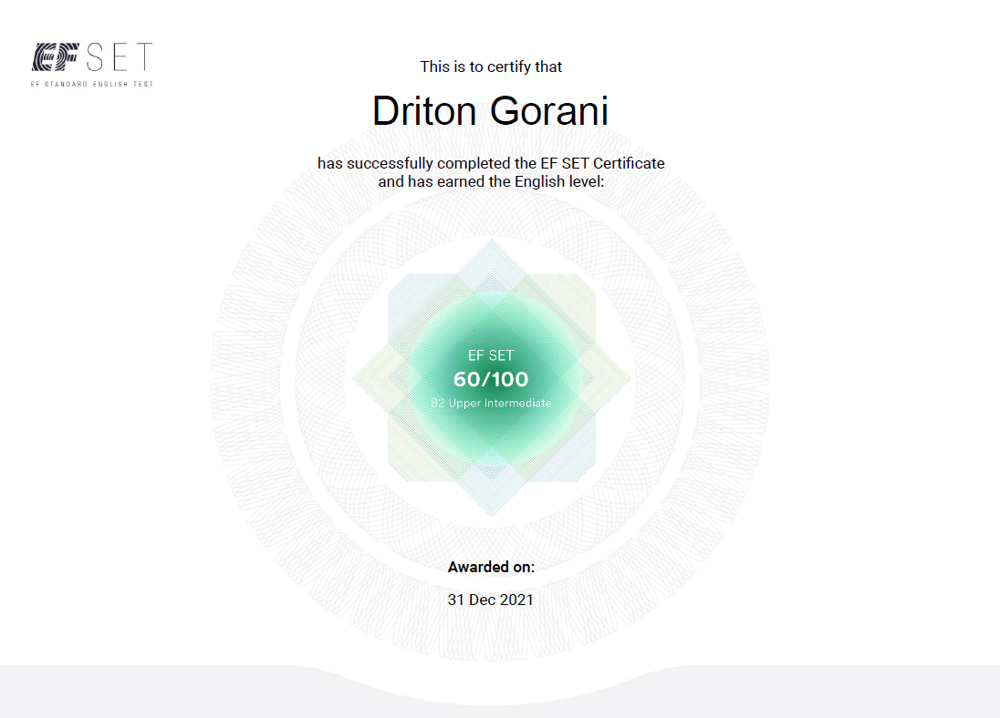 EF SET
EF STANDARD ENGLISH TEST
This is to certify that
Driton Gorani
has successfully completed the EF SET Certificate
and has earned the English level:
EF SET
60/100
B2 Upper Intermediate
Awarded on:
31 Dec 2021